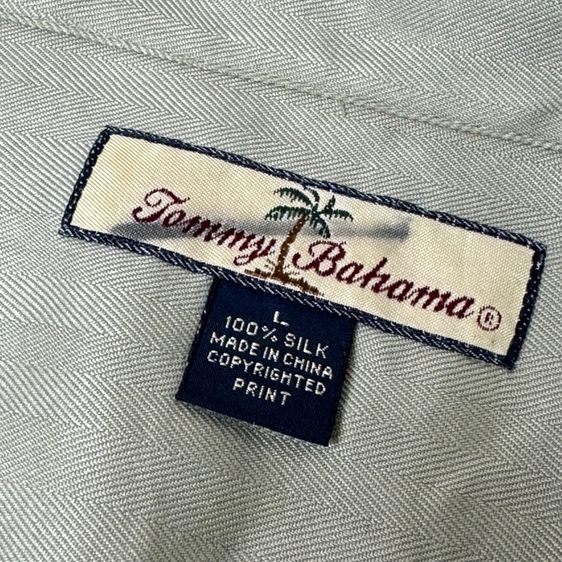 Tommy Bahama®
L
100% SILK
MADE IN CHINA
COPYRIGHTED
PRINT